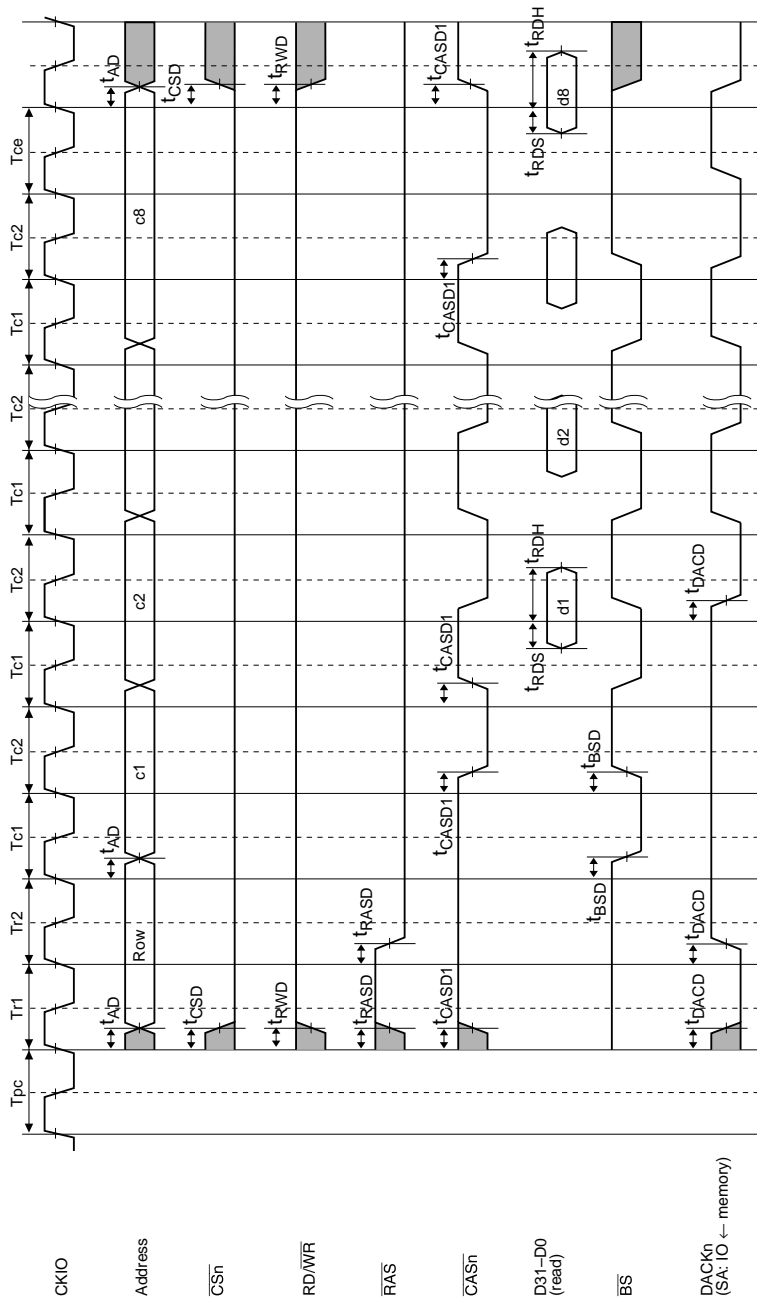 Tpc Tr1 Tr2 Tc1 Tc2 Tc1 Tc2 Tc1 Tc2 Tc1 Tc2 Tce
CKIO
tAD tAD tAD
Address Row c1 c2 c8
tCSD tCSD
CSn
tRWD tRWD
RD/WR
tRASD tRASD
RAS
tCASD1 tCASD1 tCASD1 tCASD1 tCASD1
CASn
tRDS tRDH tRDS tRDH
D31–D0
(read)
d1 d2 d8
tBSD tBSD
BS
tDACD tDACD tDACD
DACKn
(SA: IO ← memory)